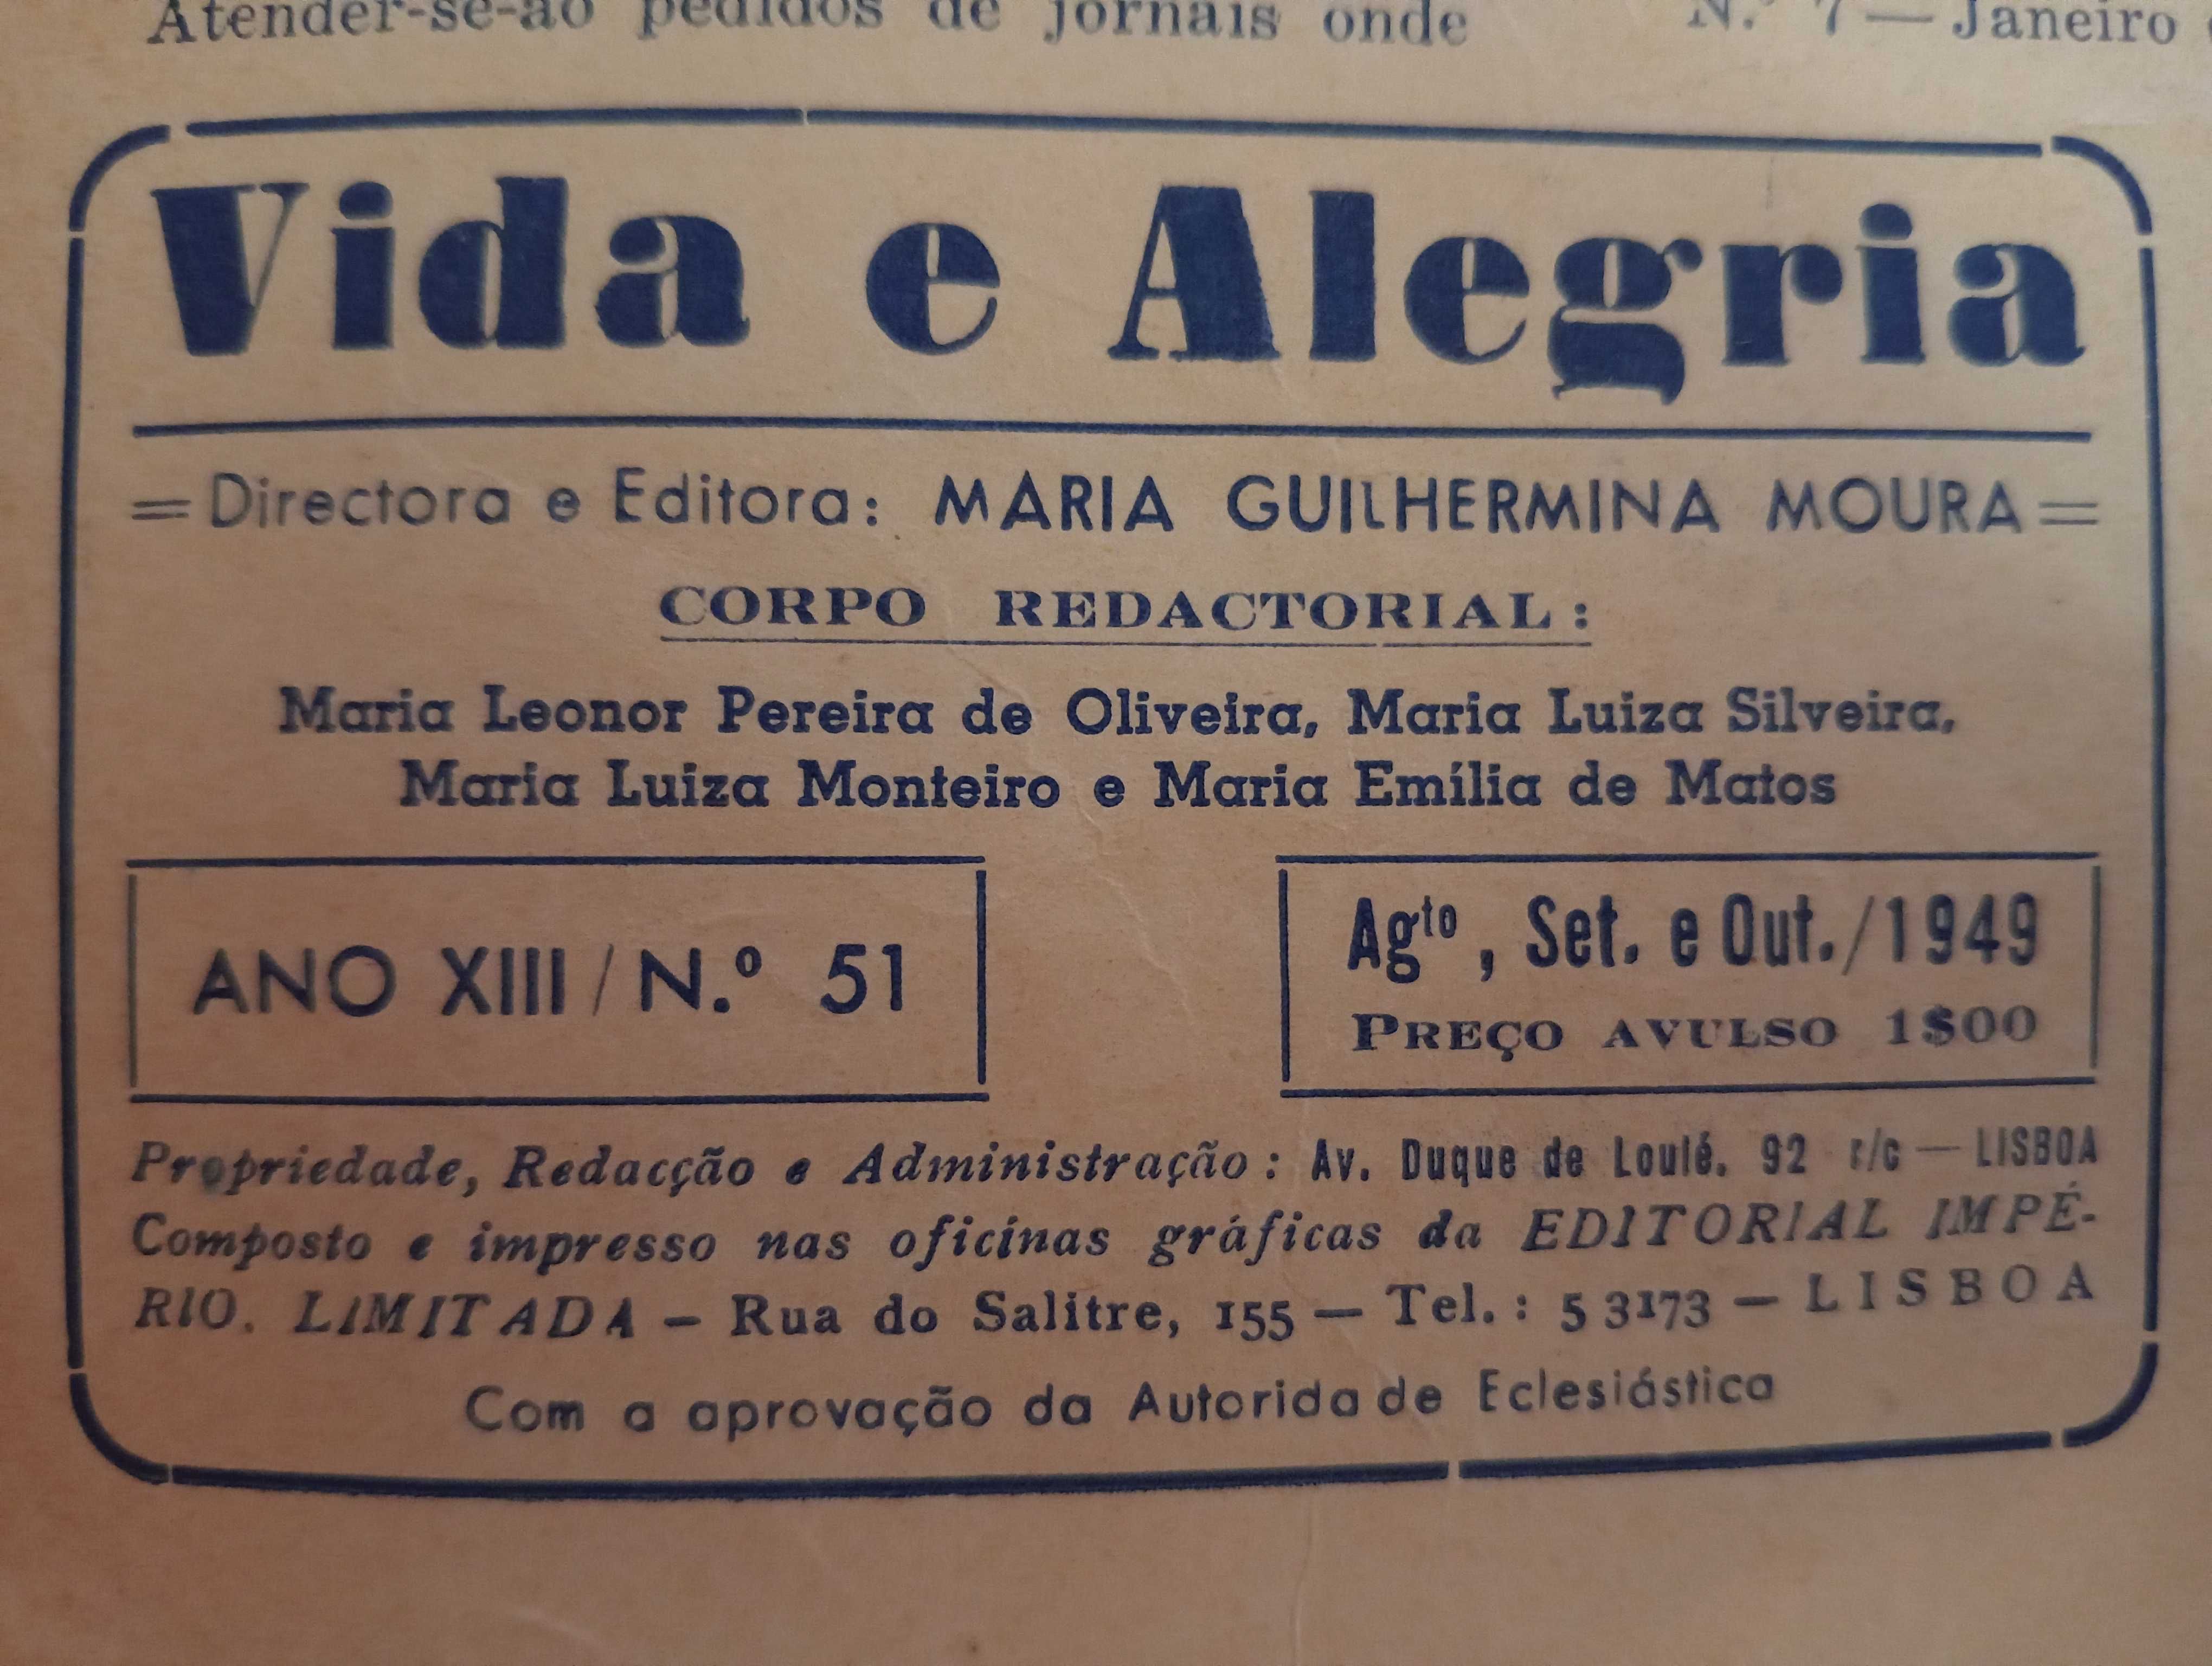 Atender-se-ão pedidos de jornais onde
N.º 7 — Janeiro
Vida e Alegria
= Directora e Editora: MARIA GUILHERMINA MOURA =
CORPO REDACTORIAL:
Maria Leonor Pereira de Oliveira, Maria Luiza Silveira,
Maria Luiza Monteiro e Maria Emília de Matos
ANO XIII / N.º 51
Agto, Set. e Out./1949
PREÇO AVULSO 1$00
Propriedade, Redacção e Administração: Av. Duque de Loulé, 92 r/c — LISBOA
Composto e impresso nas oficinas gráficas da EDITORIAL IMPÉ-
RIO, LIMITADA — Rua do Salitre, 155 — Tel.: 5 3173 — LISBOA
Com a aprovação da Autoridade Eclesiástica